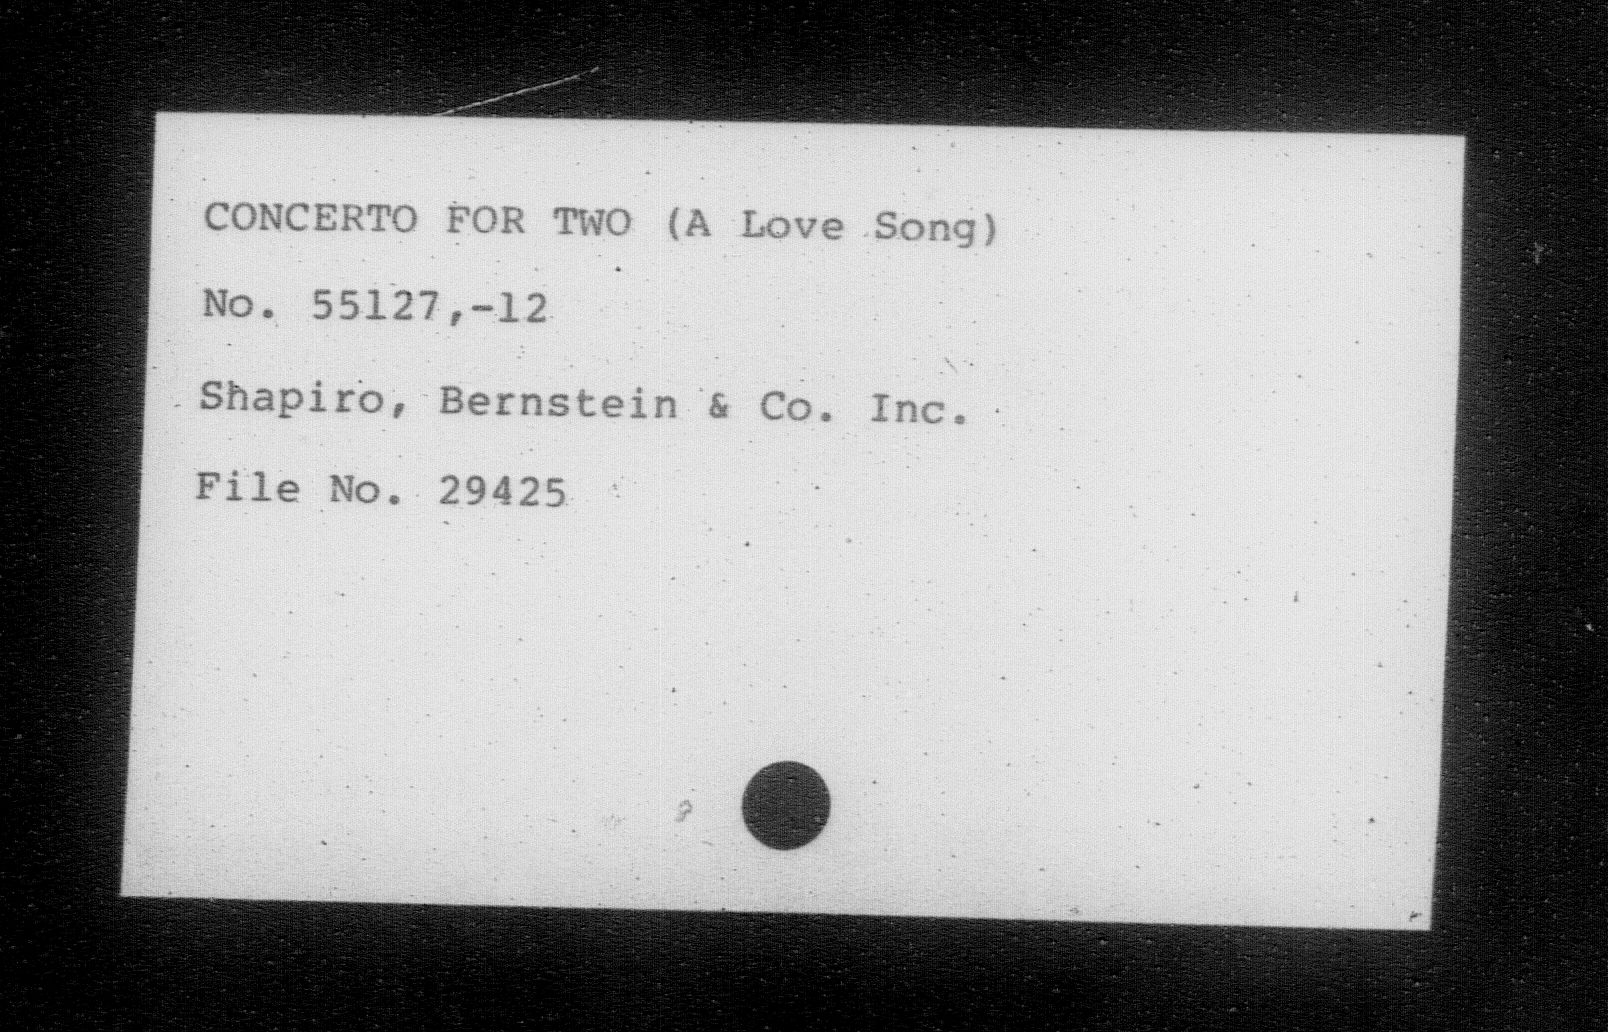 CONCERTO FOR TWO (A Love Song)
No. 55127,-12
Shapiro, Bernstein & Co. Inc.
File No. 29425